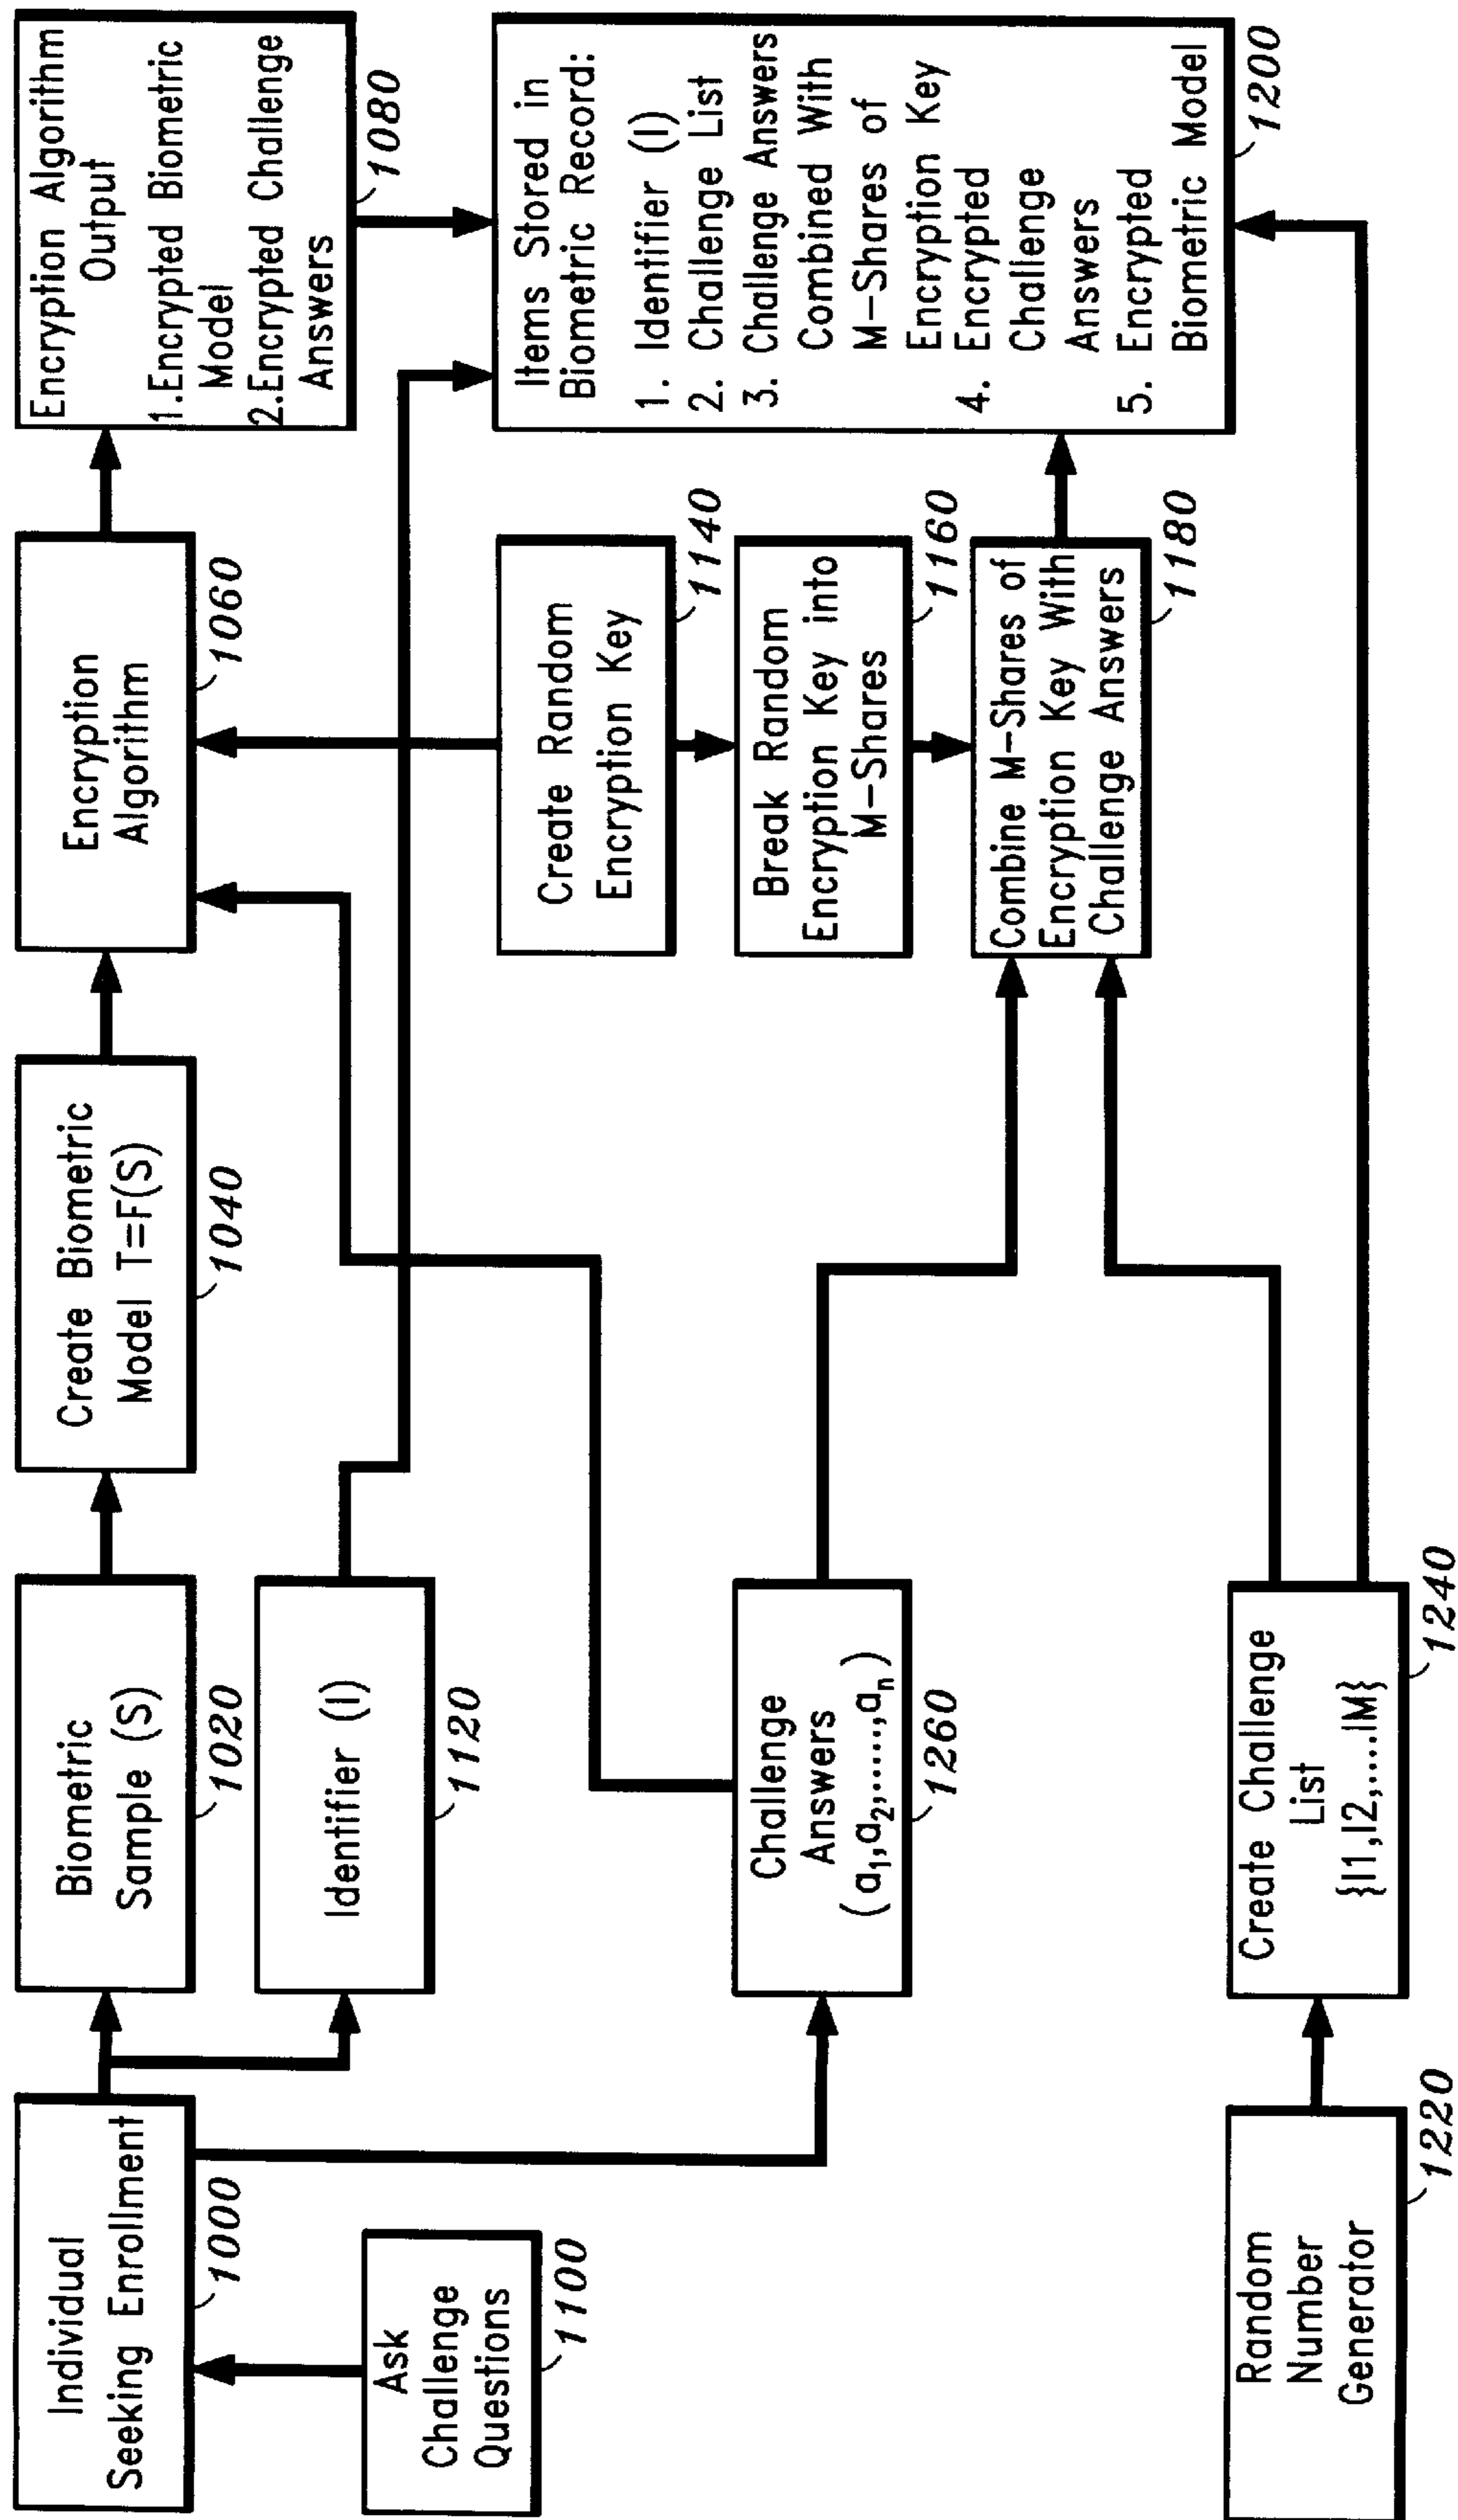 Individual
Seeking Enrollment
1000
Biometric
Sample (S)
1020
Create Biometric
Model T=F(S)
1040
Encryption
Algorithm
1060
Encryption Algorithm
Output
1.Encrypted Biometric
Model
2.Encrypted Challenge
Answers
1080
Ask
Challenge
Questions
1100
Identifier (I)
1120
Create Random
Encryption Key
1140
Break Random
Encryption Key into
M-Shares
1160
Combine M-Shares of
Encryption Key With
Challenge Answers
1180
Items Stored in
Biometric Record:
1. Identifier (I)
2. Challenge List
3. Challenge Answers
Combined With
M-Shares of
Encryption Key
4. Encrypted
Challenge
Answers
5. Encrypted
Biometric Model
1200
Challenge
Answers
(a₁,a₂,.....,aₙ)
1260
Random
Number
Generator
1220
Create Challenge
List
{I1,I2,....IM}
1240